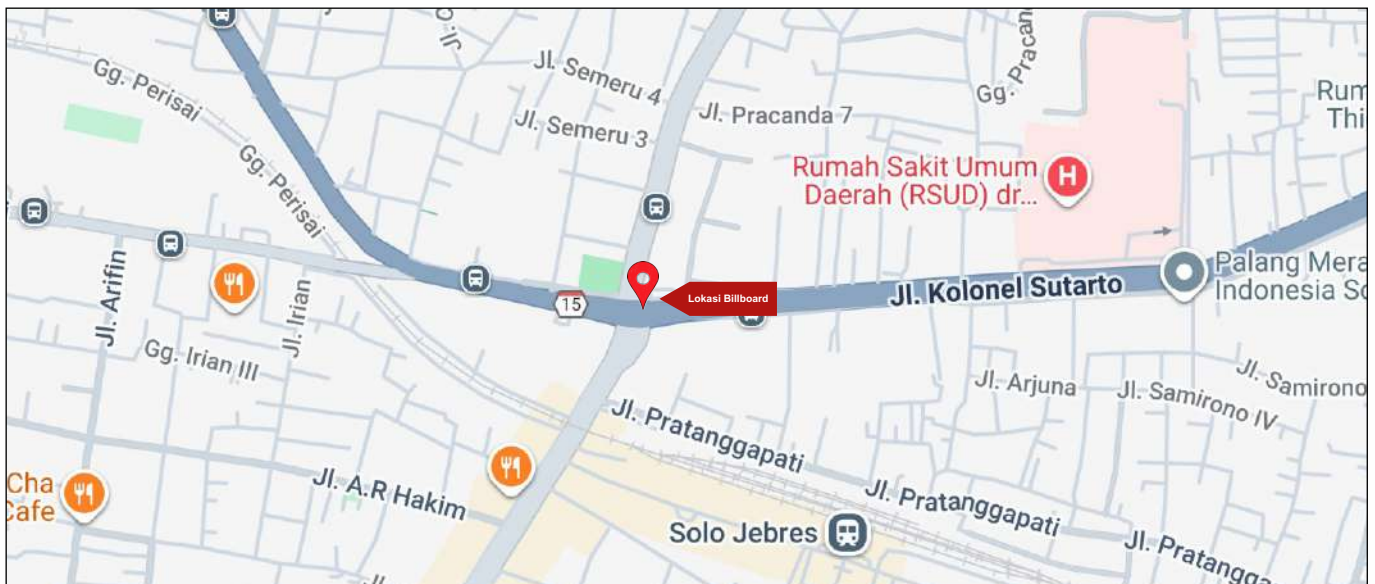 Gg. Perisai
Jl. Semeru 4
Jl. Semeru 3
Jl. Pracanda 7
Gg. Pracan
Rum
Thi
Gg. Perisai
Rumah Sakit Umum
Daerah (RSUD) dr...
H
Jl. Arifin
Jl. Irian
Gg. Irian III
15
Lokasi Billboard
Jl. Kolonel Sutarto
Palang Mera
Indonesia So
Jl. Arjuna
Jl. Samirono IV
Jl. Samirono
Jl. Pratanggapati
Cha
Cafe
Jl. A.R Hakim
Jl. Pratanggapati
Solo Jebres
Jl. Pratangga